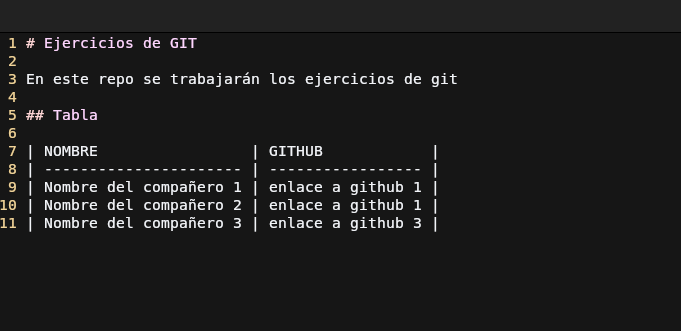 1 # Ejercicios de GIT
2
3 En este repo se trabajarán los ejercicios de git
4
5 ## Tabla
6
7 | NOMBRE                 | GITHUB            |
8 | ---------------------- | ----------------- |
9 | Nombre del compañero 1 | enlace a github 1 |
10 | Nombre del compañero 2 | enlace a github 1 |
11 | Nombre del compañero 3 | enlace a github 3 |